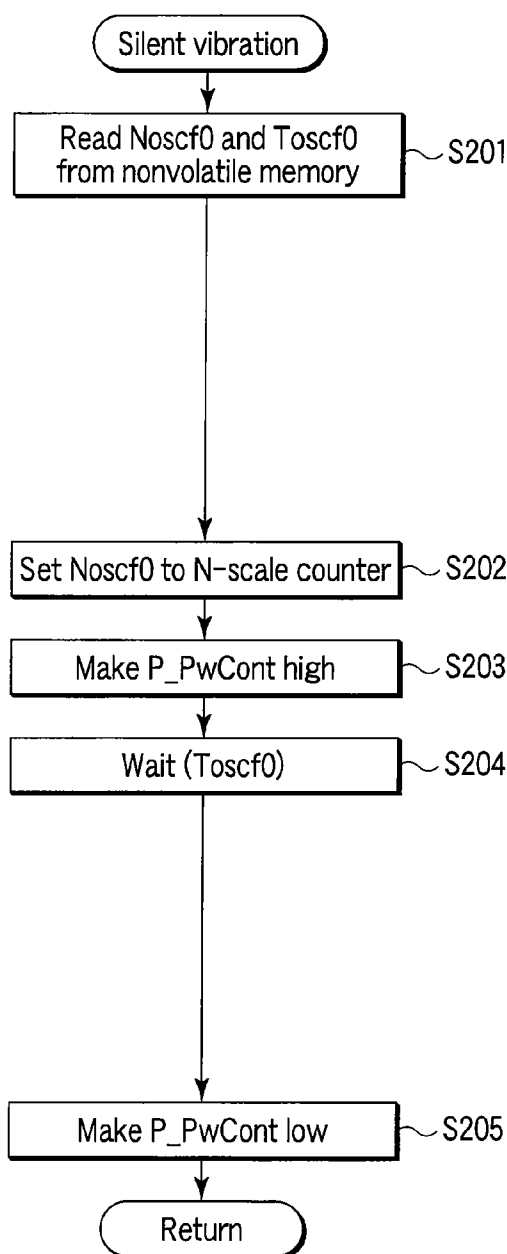 Silent vibration
Read Noscf0 and Toscf0
from nonvolatile memory
S201
Set Noscf0 to N-scale counter
S202
Make P_PwCont high
S203
Wait (Toscf0)
S204
Make P_PwCont low
S205
Return